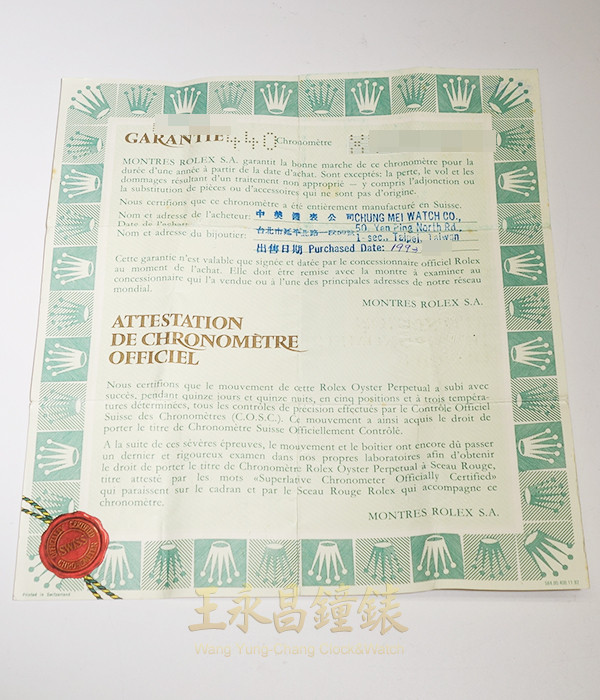 GARANTIE 440 Chronomètre
MONTRES ROLEX S.A. garantit la bonne marche de ce chronomètre pour la
durée d'une année à partir de la date d'achat. Sont exceptés: la perte, le vol et les
dommages résultant d'un traitement non approprié – y compris l'adjonction ou
la substitution de pièces ou d'accessoires qui ne sont pas d'origine.
Nous certifions que ce chronomètre a été entièrement manufacturé en Suisse.
Nom et adresse de l'acheteur: 中美鐘表公司 CHUNG MEI WATCH CO.,
Date de l'achat:
Nom et adresse du bijoutier: 台北市延平北路一段 50, Yen Ping North Rd.,
1 sec., Taipei, Taiwan
出售日期 Purchased Date: 199
Cette garantie n'est valable que signée et datée par le concessionnaire officiel Rolex
au moment de l'achat. Elle doit être remise avec la montre à examiner au
concessionnaire qui l'a vendue ou à l'une des principales adresses de notre réseau
mondial.
MONTRES ROLEX S.A.
ATTESTATION
DE CHRONOMÈTRE
OFFICIEL
Nous certifions que le mouvement de cette Rolex Oyster Perpetual a subi avec
succès, pendant quinze jours et quinze nuits, en cinq positions et à trois tempéra-
tures déterminées, tous les contrôles de précision effectués par le Contrôle Officiel
Suisse des Chronomètres (C.O.S.C.). Ce mouvement a ainsi acquis le droit de
porter le titre de Chronomètre Suisse Officiellement Contrôlé.
A la suite de ces sévères épreuves, le mouvement et le boîtier ont encore dû passer
un dernier et rigoureux examen dans nos propres laboratoires afin d'obtenir
le droit de porter le titre de Chronomètre Rolex Oyster Perpetual à Sceau Rouge,
titre attesté par les mots «Superlative Chronometer Officially Certified»
qui paraissent sur le cadran et par le Sceau Rouge Rolex qui accompagne ce
chronomètre.
MONTRES ROLEX S.A.
SWISS
Printed in Switzerland
王永昌鐘錶
Wang Yung-Chang Clock&Watch